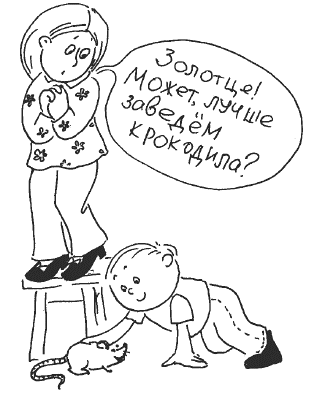 Золотце!
Может, лучше
заведём
крокодила?